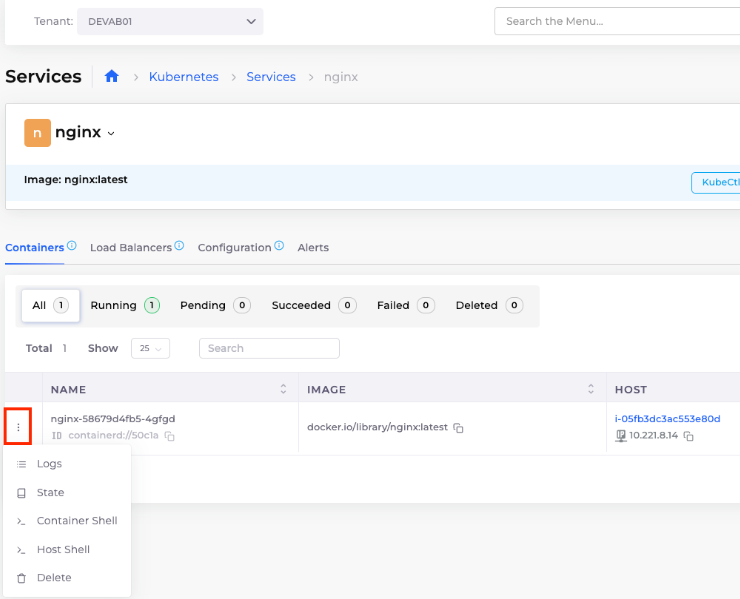 Tenant: DEVAB01 Search the Menu...
Services Kubernetes Services nginx
n nginx
Image: nginx:latest KubeCtl
Containers Load Balancers Configuration Alerts
All 1 Running 1 Pending 0 Succeeded 0 Failed 0 Deleted 0
Total 1 Show 25 Search
NAME IMAGE HOST
nginx-58679d4fb5-4gfgd docker.io/library/nginx:latest i-05fb3dc3ac553e80d
ID containerd://50c1a 10.221.8.14
Logs
State
Container Shell
Host Shell
Delete